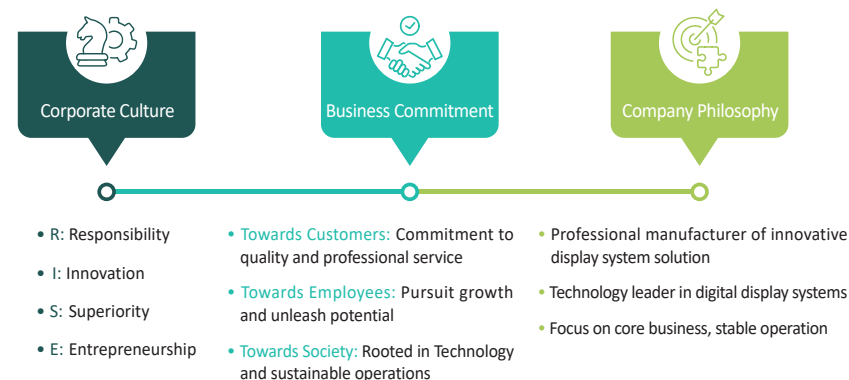 Corporate Culture
Business Commitment
Company Philosophy
• R: Responsibility
• I: Innovation
• S: Superiority
• E: Entrepreneurship
• Towards Customers: Commitment to
quality and professional service
• Towards Employees: Pursuit growth
and unleash potential
• Towards Society: Rooted in Technology
and sustainable operations
• Professional manufacturer of innovative
display system solution
• Technology leader in digital display systems
• Focus on core business, stable operation